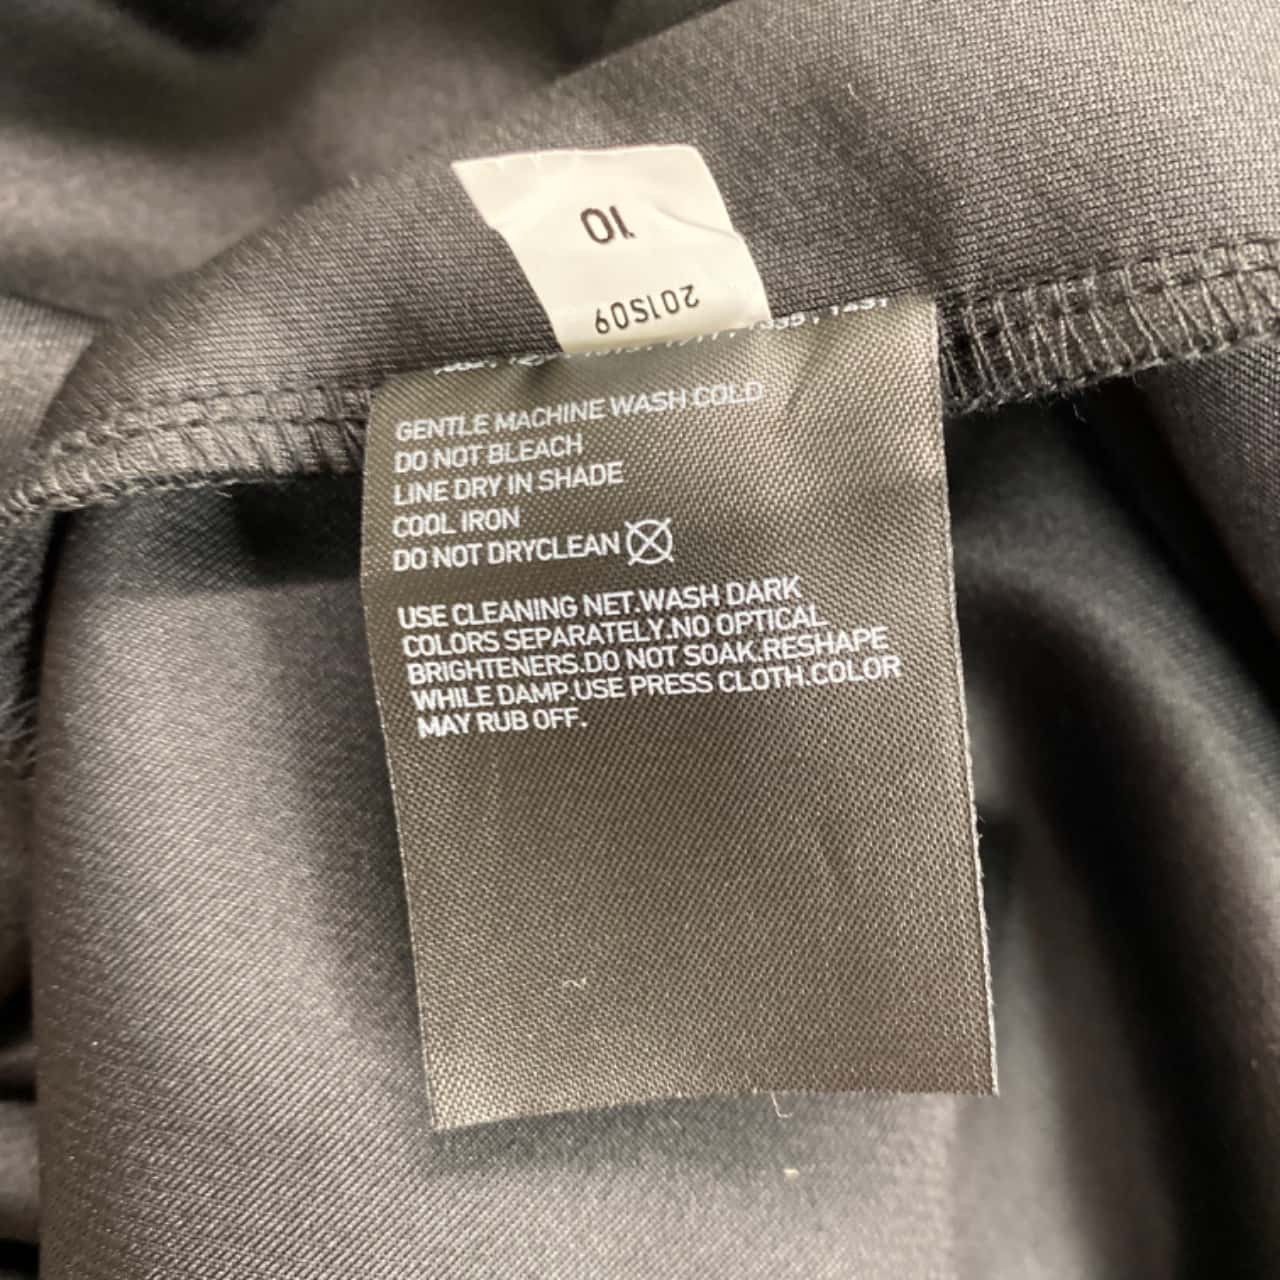 10
201S09
GENTLE MACHINE WASH COLD
DO NOT BLEACH
LINE DRY IN SHADE
COOL IRON
DO NOT DRYCLEAN
USE CLEANING NET.WASH DARK
COLORS SEPARATELY.NO OPTICAL
BRIGHTENERS.DO NOT SOAK.RESHAPE
WHILE DAMP.USE PRESS CLOTH.COLOR
MAY RUB OFF.